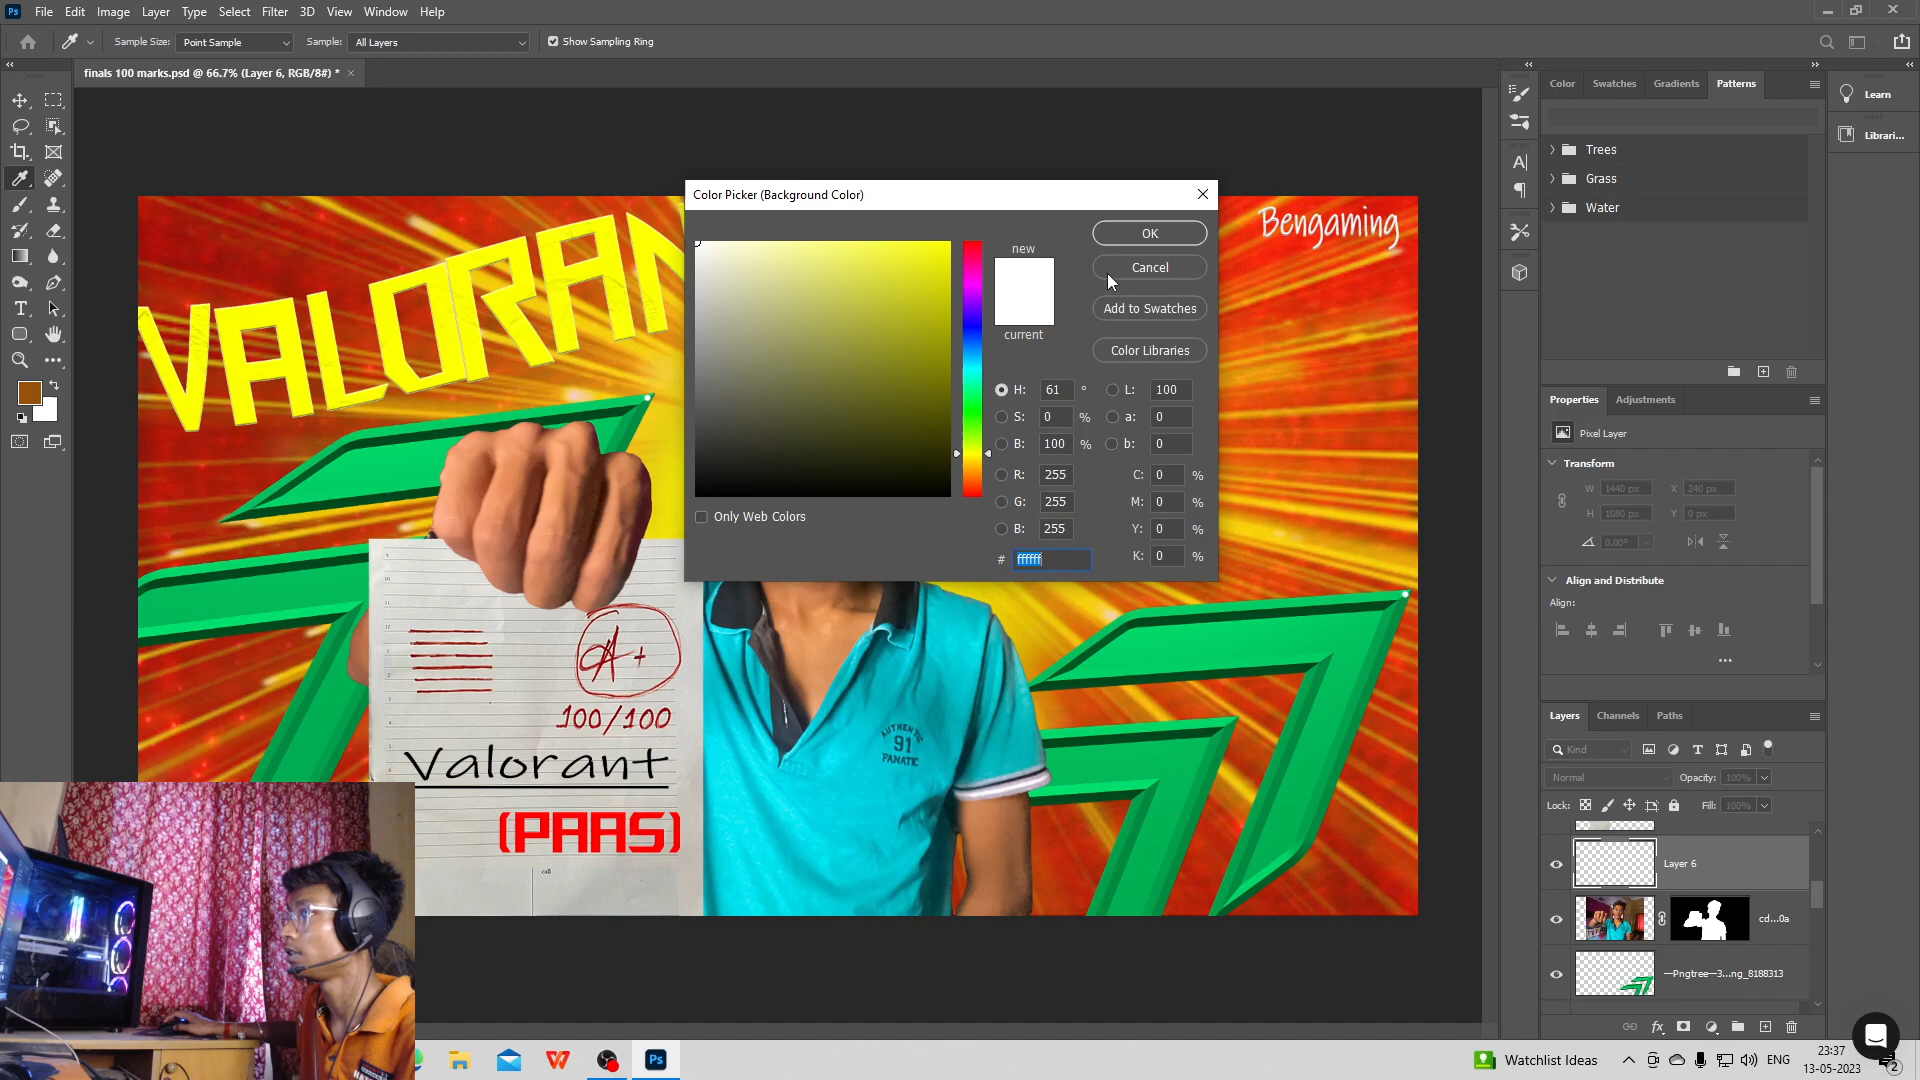 File Edit Image Layer Type Select Filter 3D View Window Help
Sample Size: Point Sample Sample: All Layers Show Sampling Ring
finals 100 marks.psd @ 66.7% (Layer 6, RGB/8#) *
VALORAN
Bengaming
A+
100/100
Valorant
(PAAS)
call
AUTHENTIC
91
FANATIC
Color Picker (Background Color)
new
current
OK
Cancel
Add to Swatches
Color Libraries
H: 61 °
S: 0 %
B: 100 %
R: 255
G: 255
B: 255
# ffffff
L: 100
a: 0
b: 0
C: 0 %
M: 0 %
Y: 0 %
K: 0 %
Only Web Colors
Color Swatches Gradients Patterns
Trees
Grass
Water
Learn
Librari...
Properties Adjustments
Pixel Layer
Transform
W 1440 px X 240 px
H 1080 px Y 0 px
0.00°
Align and Distribute
Align:
Layers Channels Paths
Kind
Normal Opacity: 100%
Lock: Fill: 100%
Layer 6
cd...0a
—Pngtree—3...ng_8188313
Watchlist Ideas
ENG
23:37
13-05-2023
2